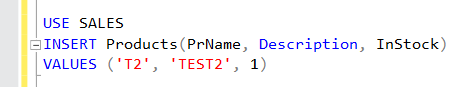 USE SALES
INSERT Products(PrName, Description, InStock)
VALUES ('T2', 'TEST2', 1)